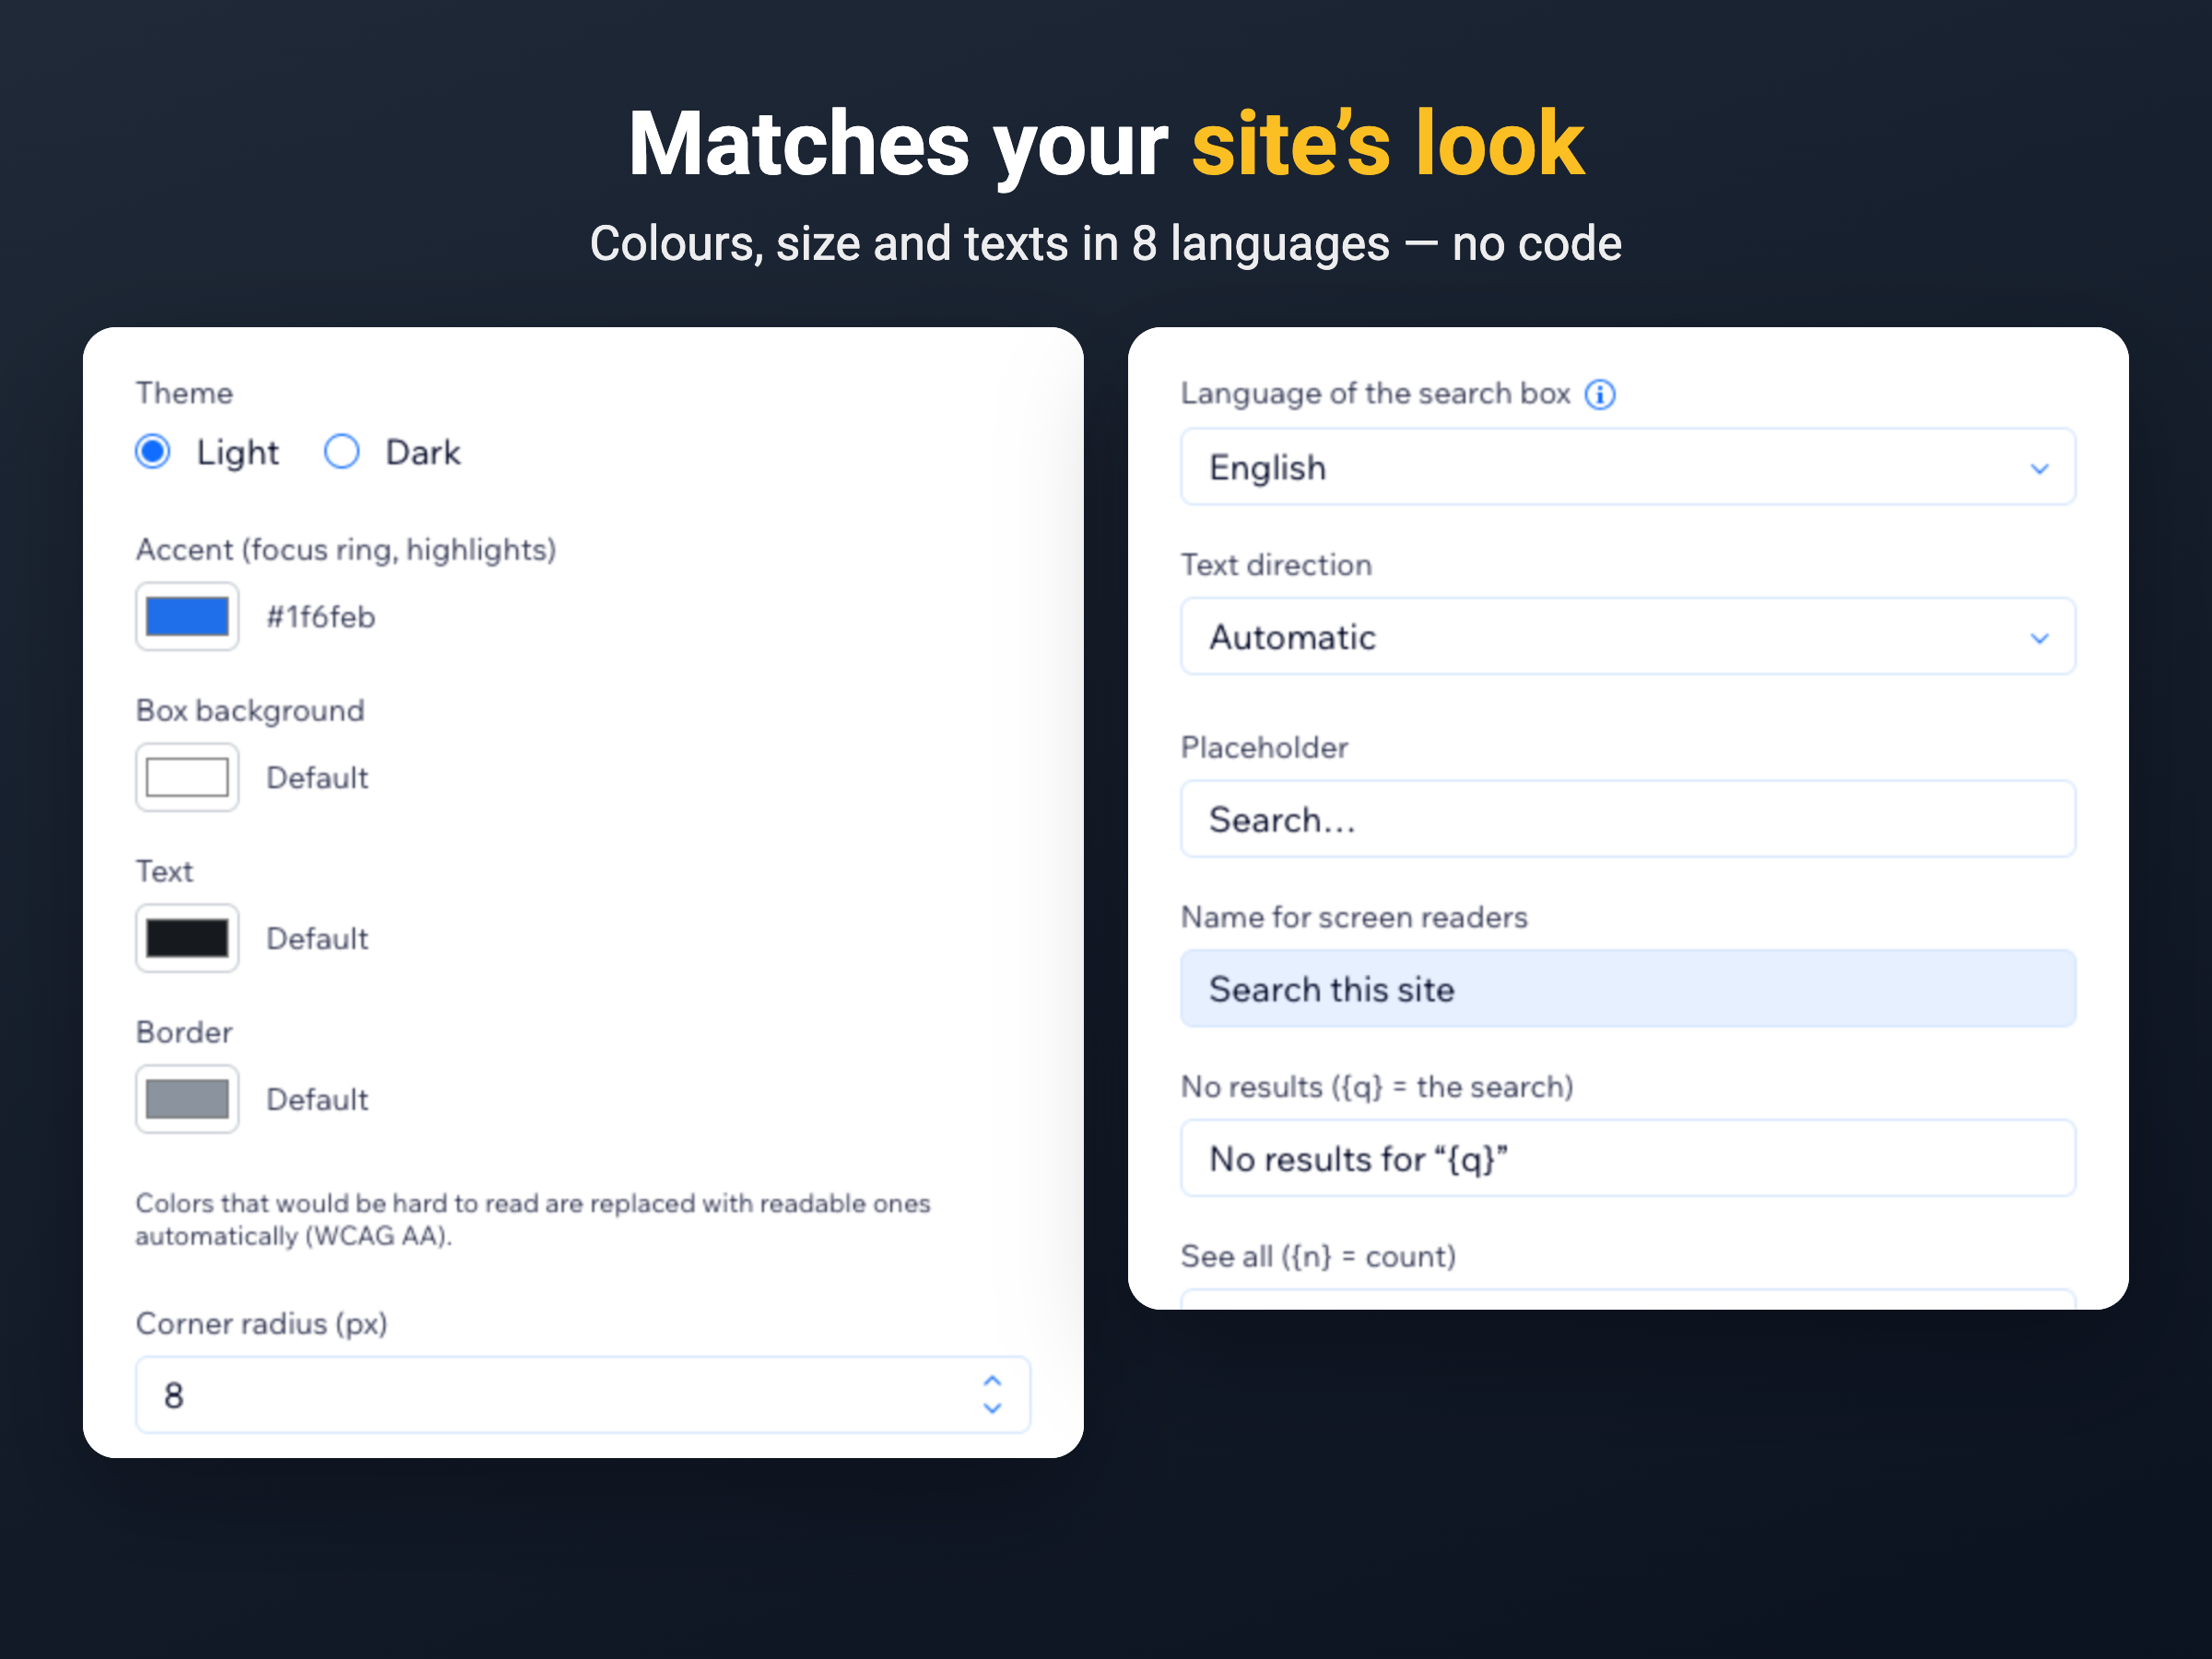 Matches your site’s look
Colours, size and texts in 8 languages — no code
Theme
Light
Dark
Accent (focus ring, highlights)
#1f6feb
Box background
Default
Text
Default
Border
Default
Colors that would be hard to read are replaced with readable ones
automatically (WCAG AA).
Corner radius (px)
8
Language of the search box
English
Text direction
Automatic
Placeholder
Search...
Name for screen readers
Search this site
No results ({q} = the search)
No results for “{q}”
See all ({n} = count)